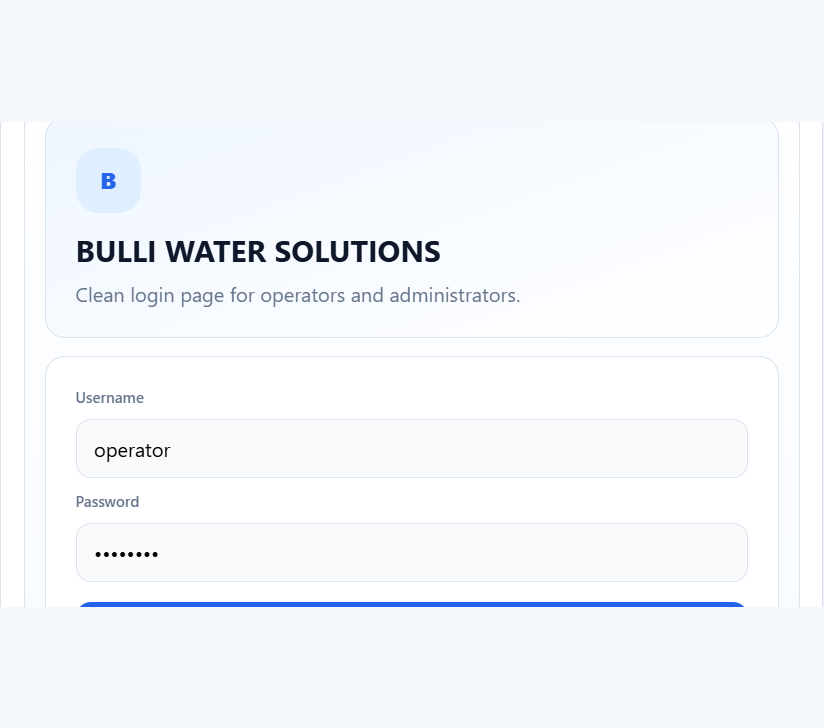 B
BULLI WATER SOLUTIONS
Clean login page for operators and administrators.
Username
operator
Password
••••••••